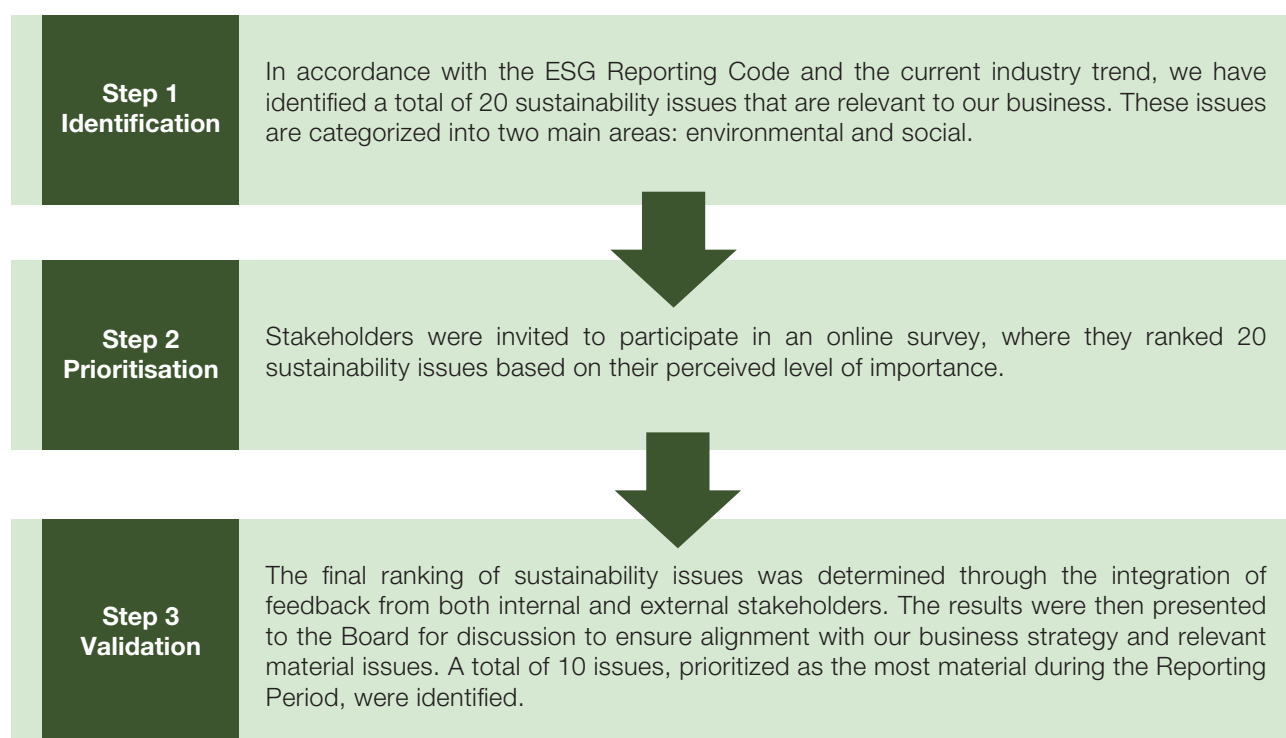 Step 1
Identification
In accordance with the ESG Reporting Code and the current industry trend, we have
identified a total of 20 sustainability issues that are relevant to our business. These issues
are categorized into two main areas: environmental and social.
Step 2
Prioritisation
Stakeholders were invited to participate in an online survey, where they ranked 20
sustainability issues based on their perceived level of importance.
Step 3
Validation
The final ranking of sustainability issues was determined through the integration of
feedback from both internal and external stakeholders. The results were then presented
to the Board for discussion to ensure alignment with our business strategy and relevant
material issues. A total of 10 issues, prioritized as the most material during the Reporting
Period, were identified.